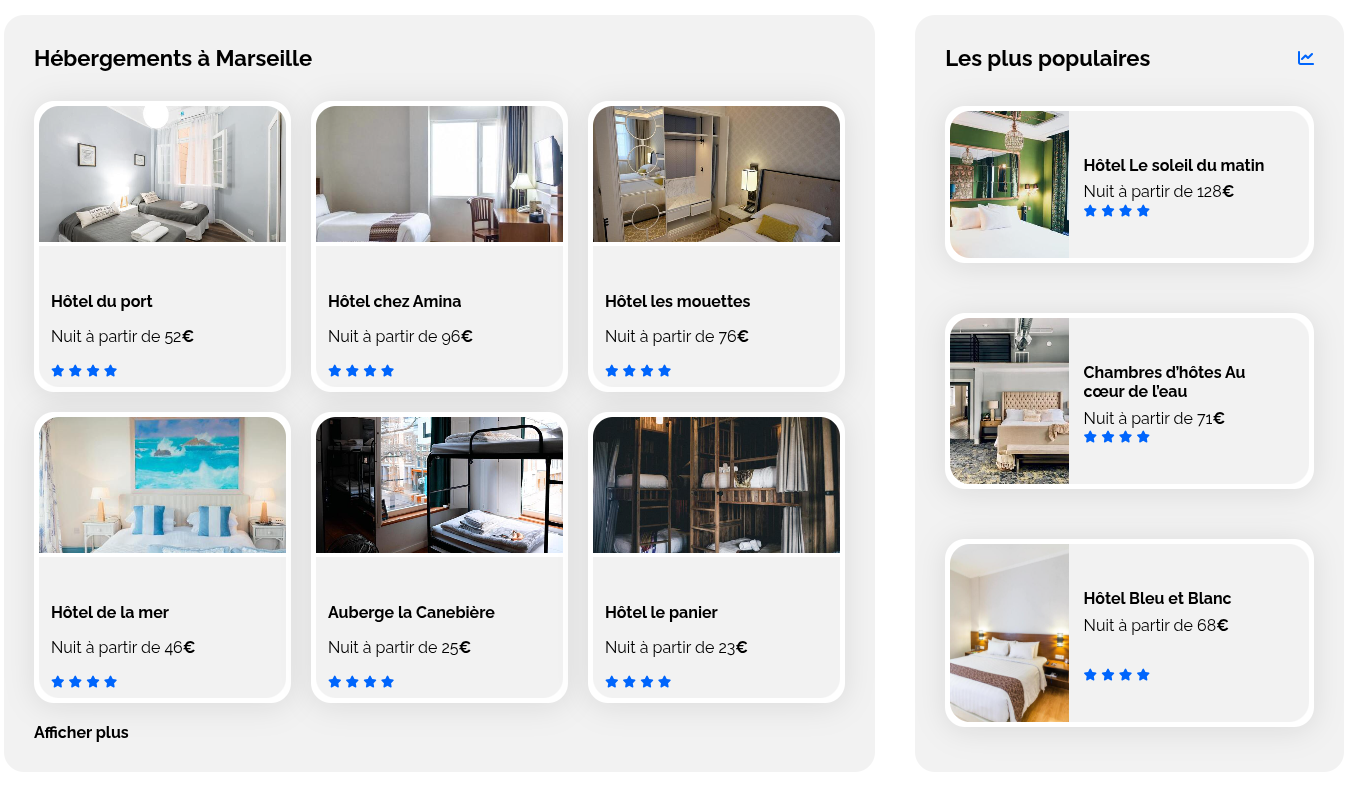 Hébergements à Marseille
Hôtel du port
Nuit à partir de 52€
Hôtel chez Amina
Nuit à partir de 96€
Hôtel les mouettes
Nuit à partir de 76€
Hôtel de la mer
Nuit à partir de 46€
Auberge la Canebière
Nuit à partir de 25€
Hôtel le panier
Nuit à partir de 23€
Afficher plus
Les plus populaires
Hôtel Le soleil du matin
Nuit à partir de 128€
Chambres d’hôtes Au
cœur de l’eau
Nuit à partir de 71€
Hôtel Bleu et Blanc
Nuit à partir de 68€